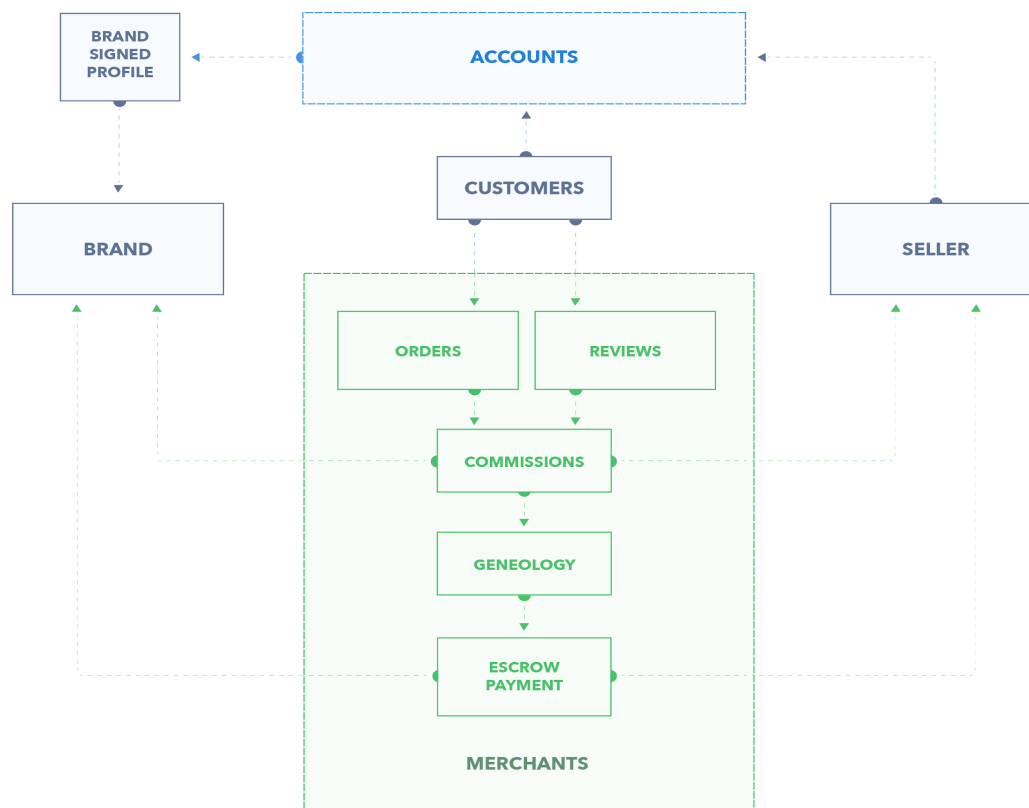 BRAND
SIGNED
PROFILE
ACCOUNTS
CUSTOMERS
BRAND
SELLER
ORDERS
REVIEWS
COMMISSIONS
GENEOLOGY
ESCROW
PAYMENT
MERCHANTS